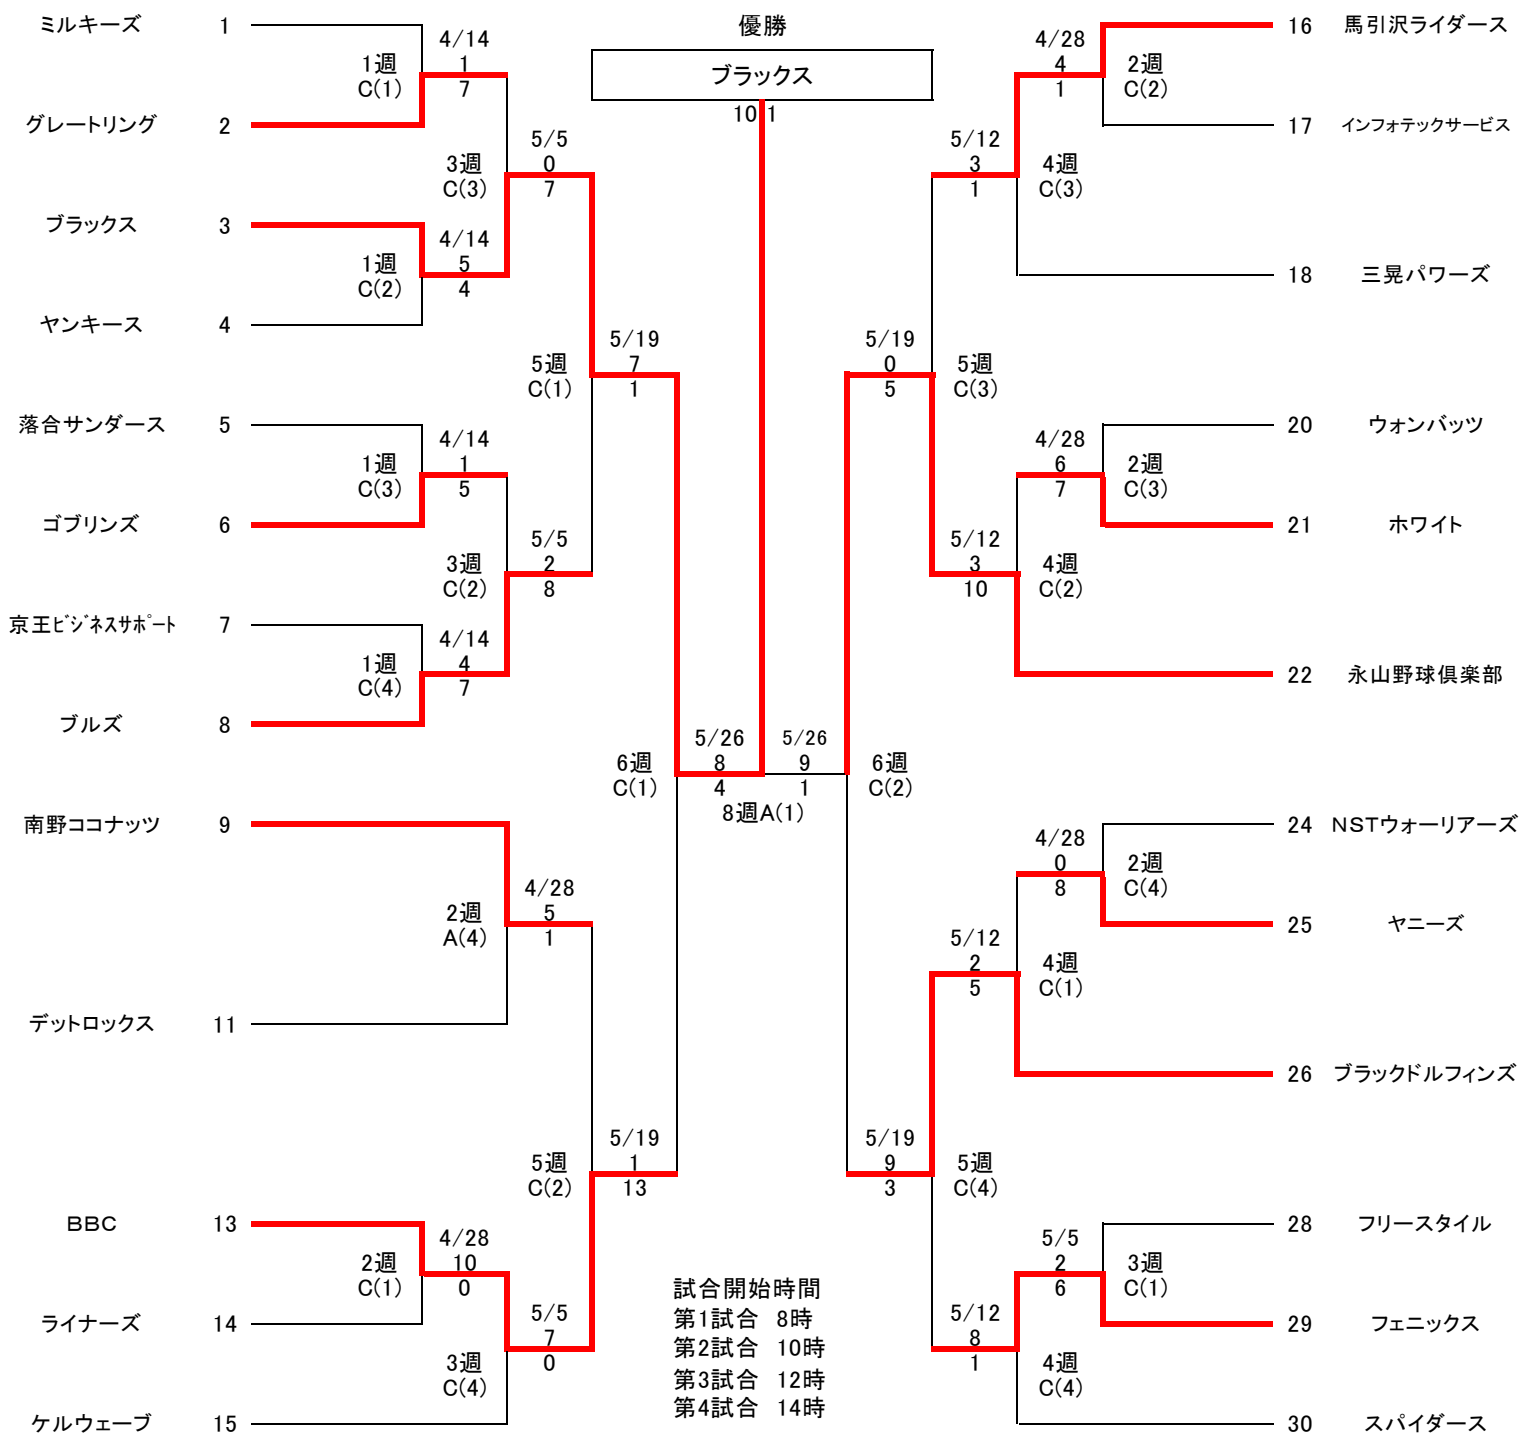 優勝
ブラックス
10 1
ミルキーズ 1
4/14
1週 1
C(1) 7
グレートリング 2
5/5
3週 0
C(3) 7
ブラックス 3
4/14
1週 5
C(2) 4
ヤンキース 4
5/19
5週 7
C(1) 1
落合サンダース 5
4/14
1週 1
C(3) 5
ゴブリンズ 6
5/5
3週 2
C(2) 8
京王ビジネスサポート 7
4/14
1週 4
C(4) 7
ブルズ 8
5/26
6週 8
C(1) 4
南野ココナッツ 9
4/28
2週 5
A(4) 1
デットロックス 11
5/19
5週 1
C(2) 13
BBC 13
4/28
2週 10
C(1) 0
ライナーズ 14
5/5
3週 7
C(4) 0
ケルウェーブ 15
8週A(1)
16 馬引沢ライダース
4/28
4 2週
1 C(2)
17 インフォテックサービス
5/12
3 4週
1 C(3)
18 三晃パワーズ
5/19
0 5週
5 C(3)
20 ウォンバッツ
4/28
6 2週
7 C(3)
21 ホワイト
5/12
3 4週
10 C(2)
22 永山野球倶楽部
5/26
9 6週
1 C(2)
24 NSTウォーリアーズ
4/28
0 2週
8 C(4)
25 ヤニーズ
5/12
2 4週
5 C(1)
26 ブラックドルフィンズ
5/19
9 5週
3 C(4)
28 フリースタイル
5/5
2 3週
6 C(1)
29 フェニックス
5/12
8 4週
1 C(4)
30 スパイダース
試合開始時間
第1試合 8時
第2試合 10時
第3試合 12時
第4試合 14時